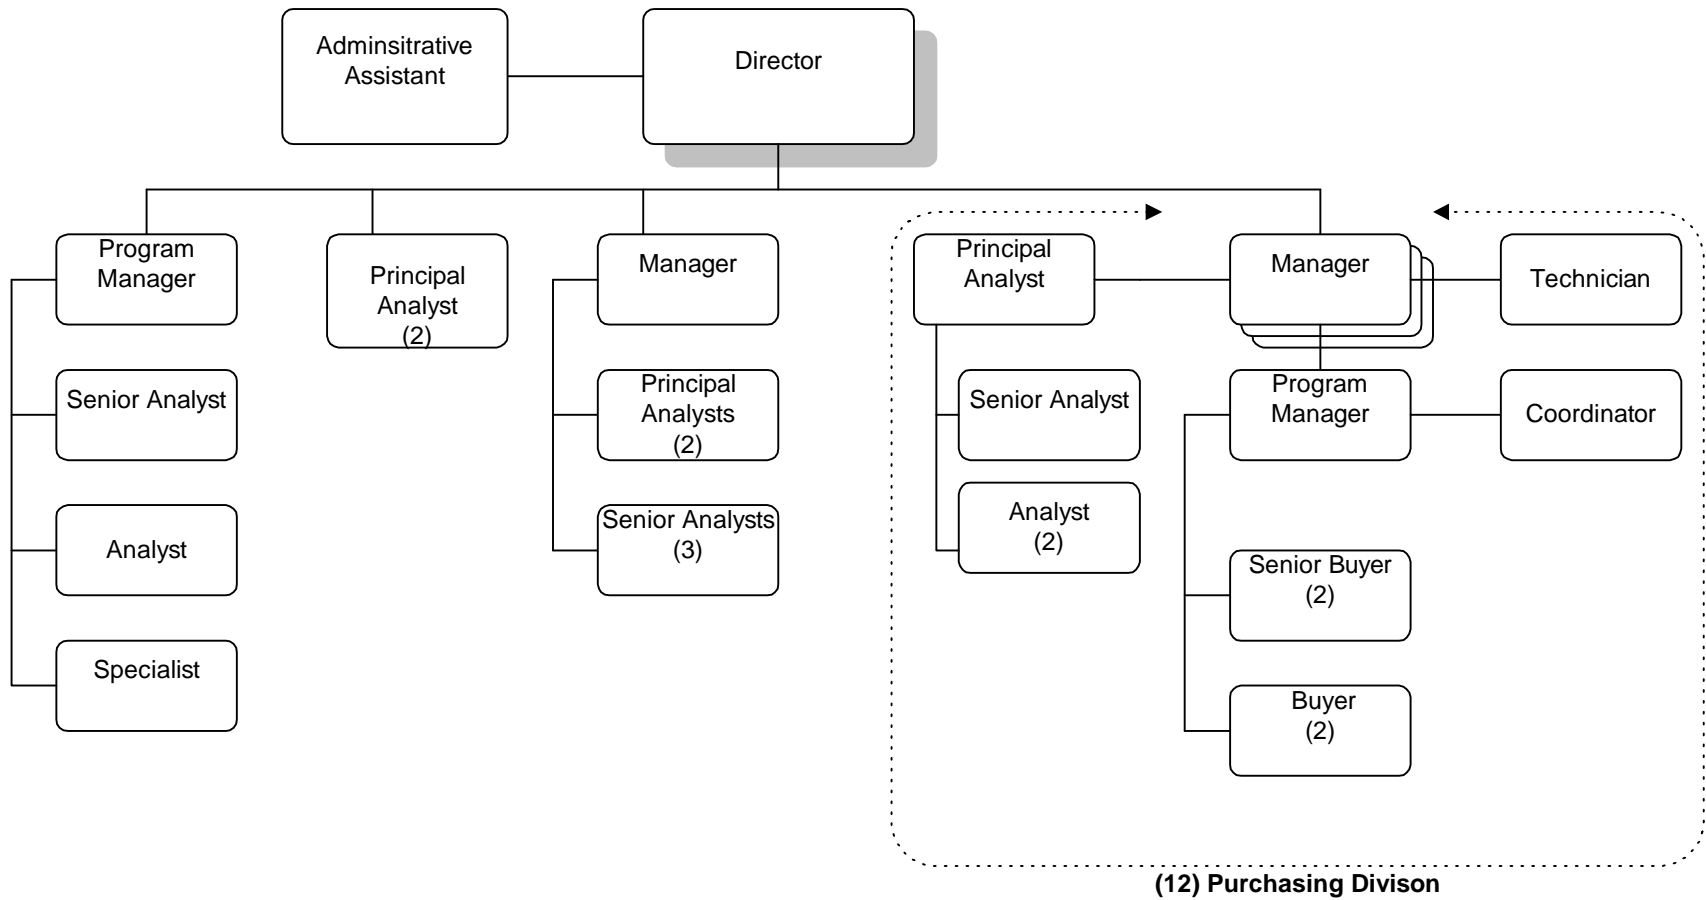 Adminsitrative
Assistant
Director
Program
Manager
Senior Analyst
Analyst
Specialist
Principal
Analyst
(2)
Manager
Principal
Analysts
(2)
Senior Analysts
(3)
Principal
Analyst
Senior Analyst
Analyst
(2)
Manager
Technician
Program
Manager
Coordinator
Senior Buyer
(2)
Buyer
(2)
(12) Purchasing Divison